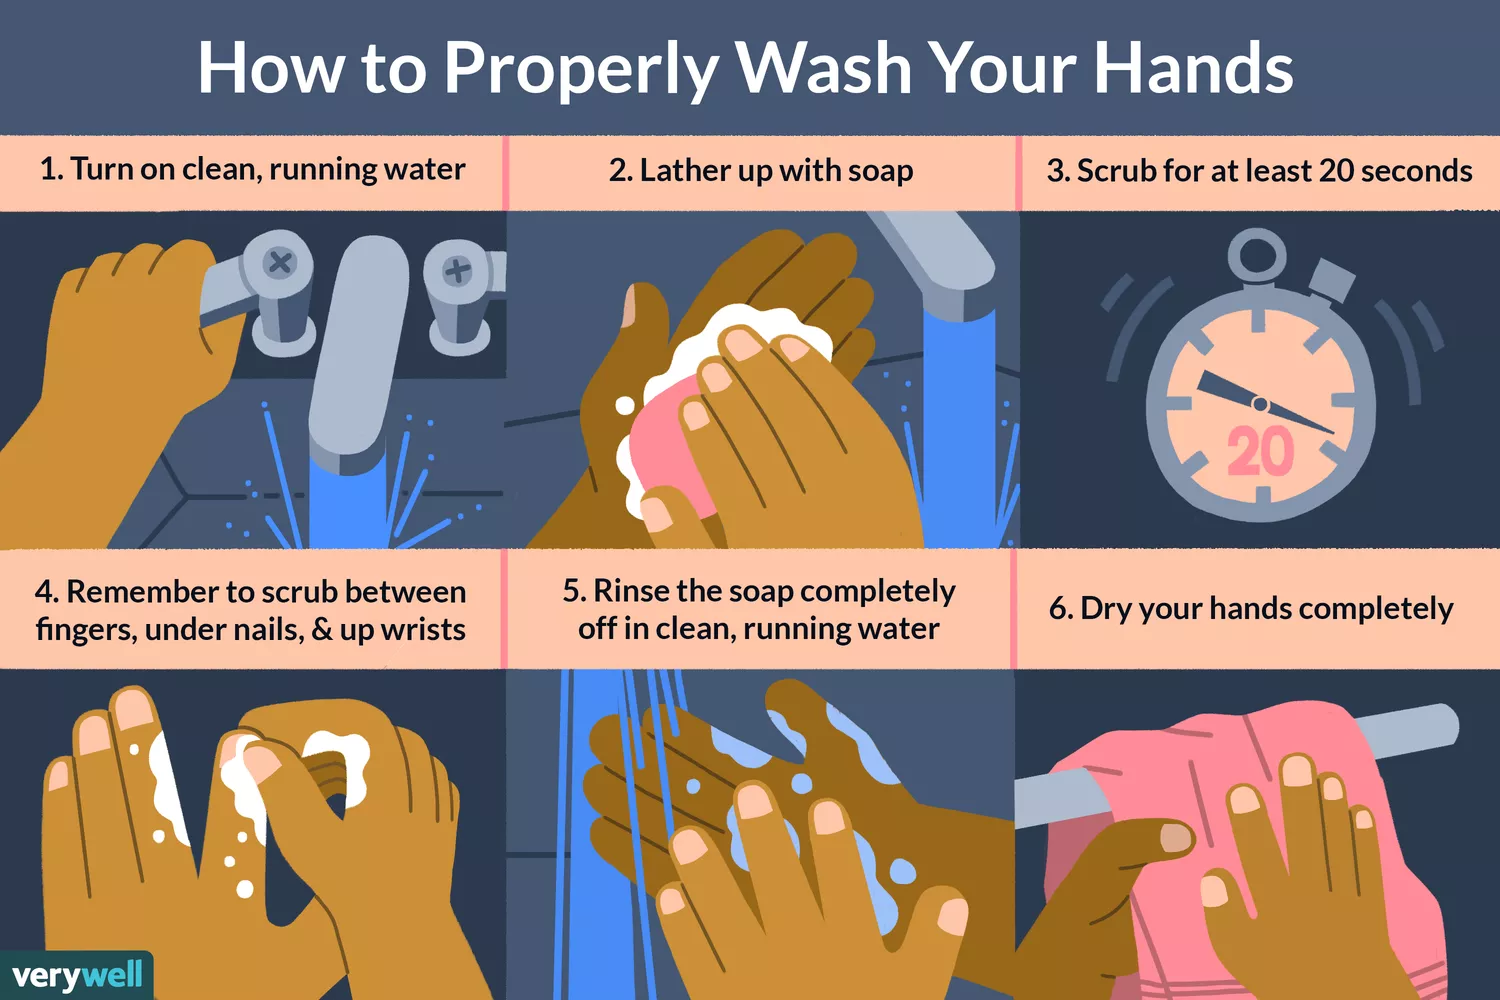 How to Properly Wash Your Hands
1. Turn on clean, running water
2. Lather up with soap
3. Scrub for at least 20 seconds
20
4. Remember to scrub between
fingers, under nails, & up wrists
5. Rinse the soap completely
off in clean, running water
6. Dry your hands completely
verywell